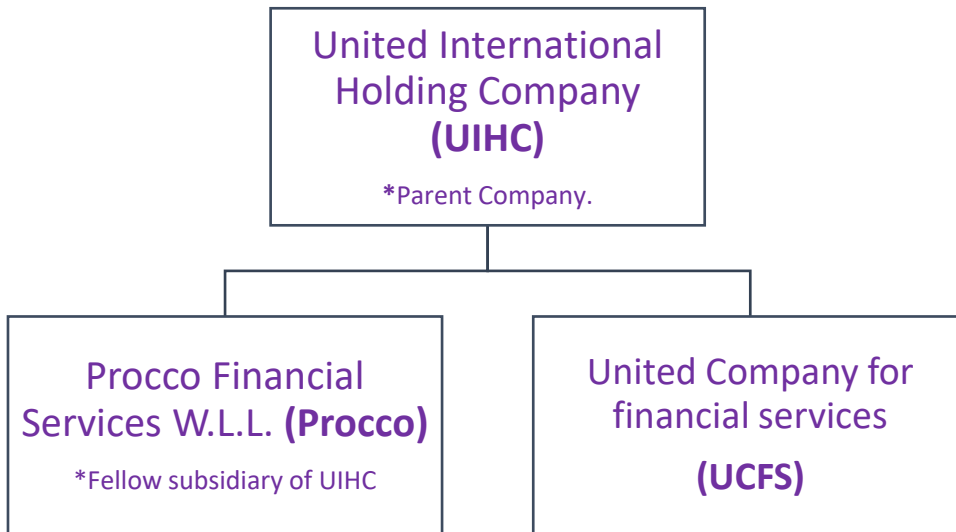 United International
Holding Company
(UIHC)
*Parent Company.
Procco Financial
Services W.L.L. (Procco)
*Fellow subsidiary of UIHC
United Company for
financial services
(UCFS)